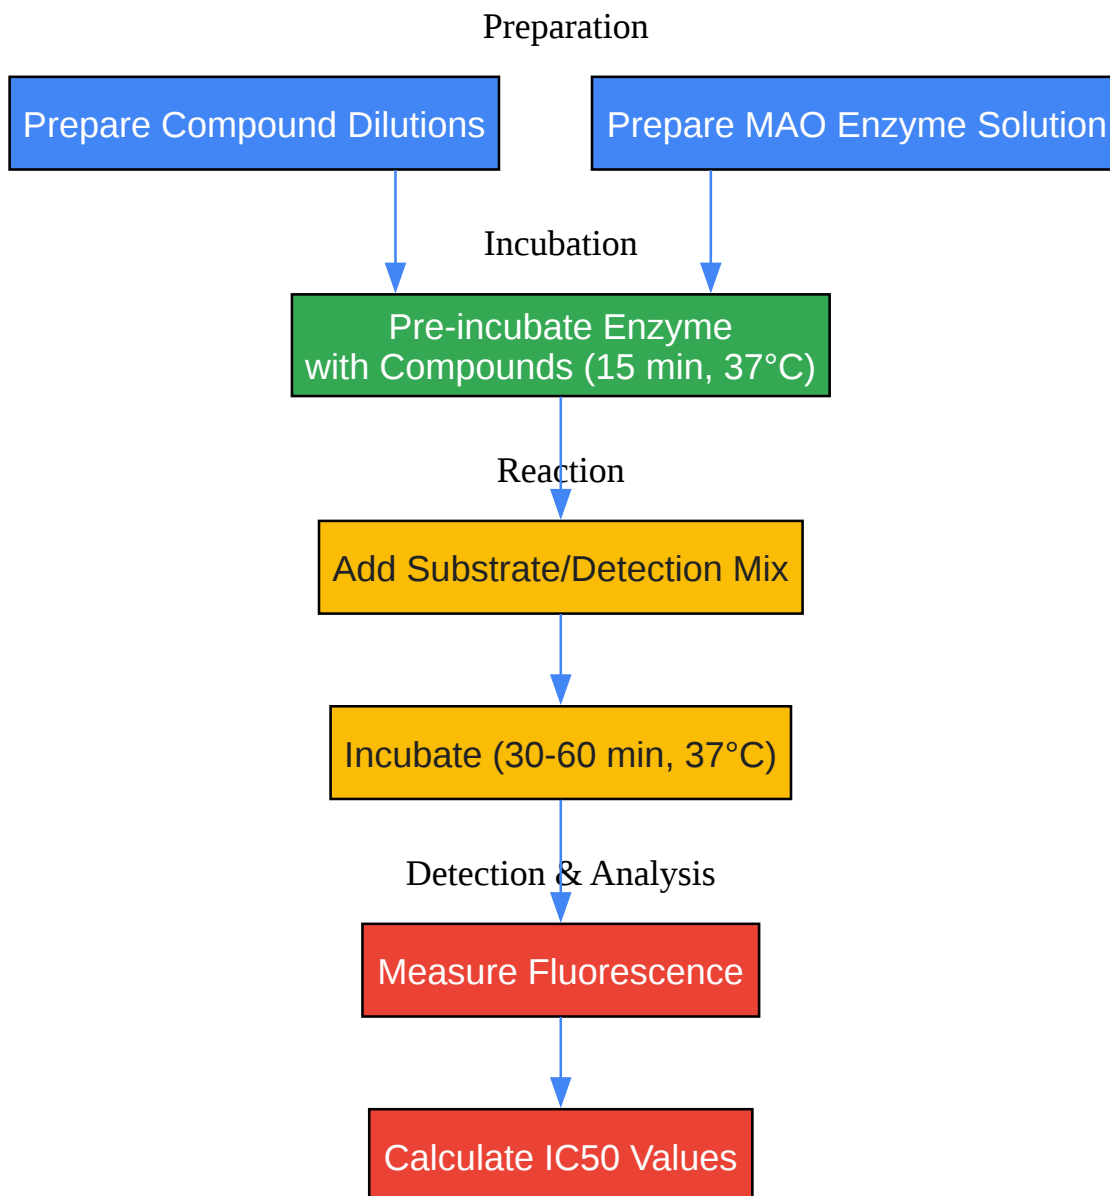 Preparation
Prepare Compound Dilutions
Prepare MAO Enzyme Solution
Incubation
Pre-incubate Enzyme
with Compounds (15 min, 37°C)
Reaction
Add Substrate/Detection Mix
Incubate (30-60 min, 37°C)
Detection & Analysis
Measure Fluorescence
Calculate IC50 Values